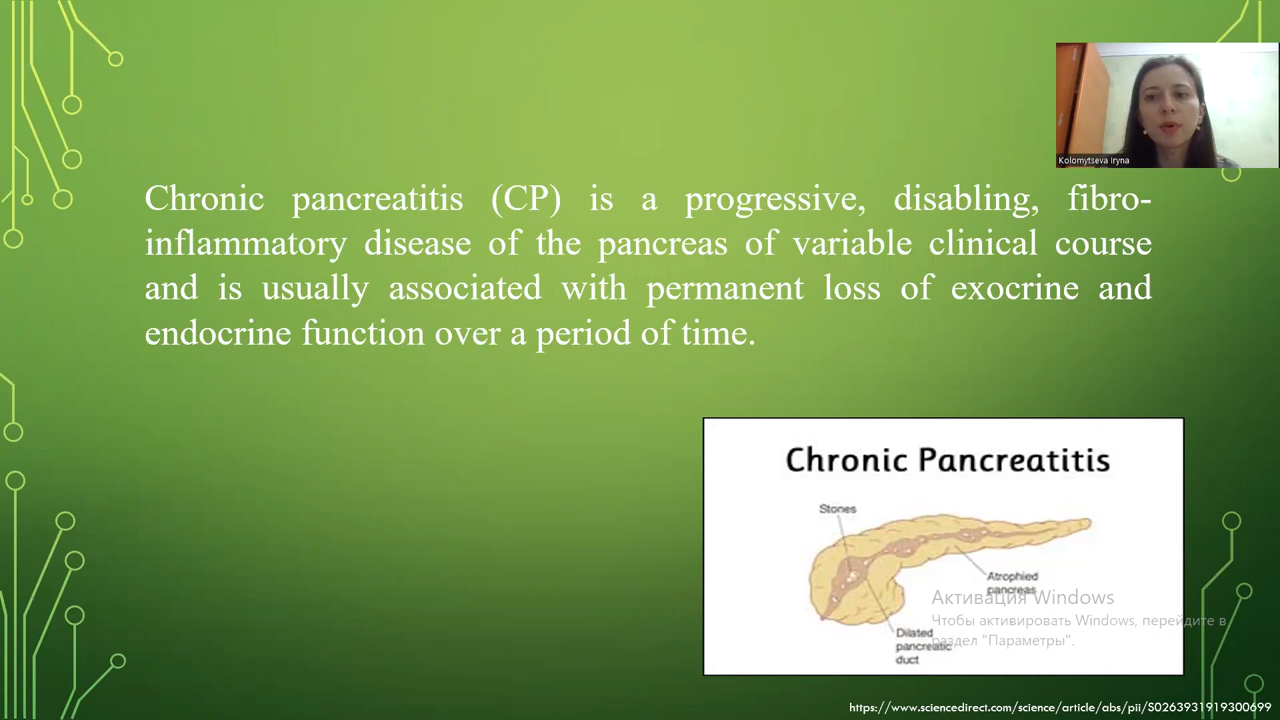 Kolomytseva Iryna
Chronic pancreatitis (CP) is a progressive, disabling, fibro-
inflammatory disease of the pancreas of variable clinical course
and is usually associated with permanent loss of exocrine and
endocrine function over a period of time.
Chronic Pancreatitis
Stones
Atrophied
pancreas
Dilated
pancreatic
duct
Активация Windows
Чтобы активировать Windows, перейдите в
раздел "Параметры".
https://www.sciencedirect.com/science/article/abs/pii/S0263931919300699